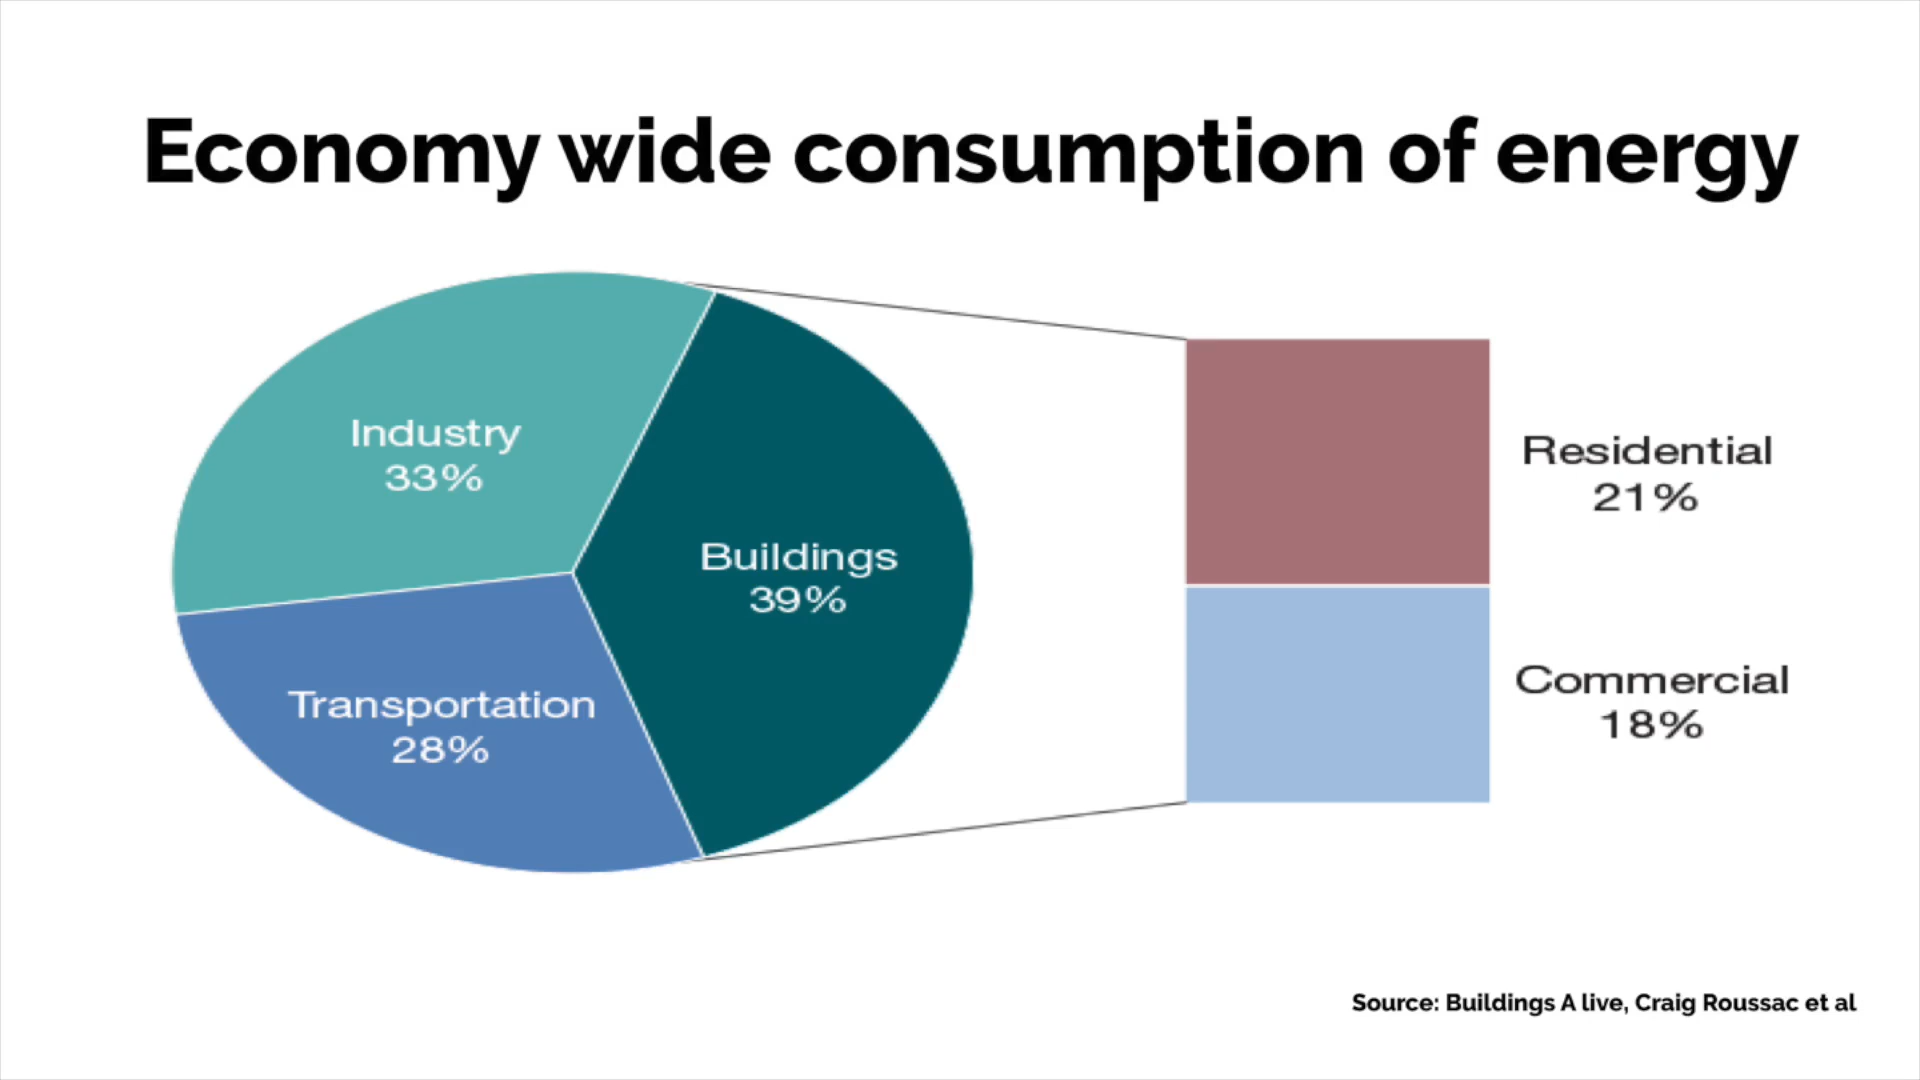 Economy wide consumption of energy
Industry
33%
Buildings
39%
Transportation
28%
Residential
21%
Commercial
18%
Source: Buildings A live, Craig Roussac et al